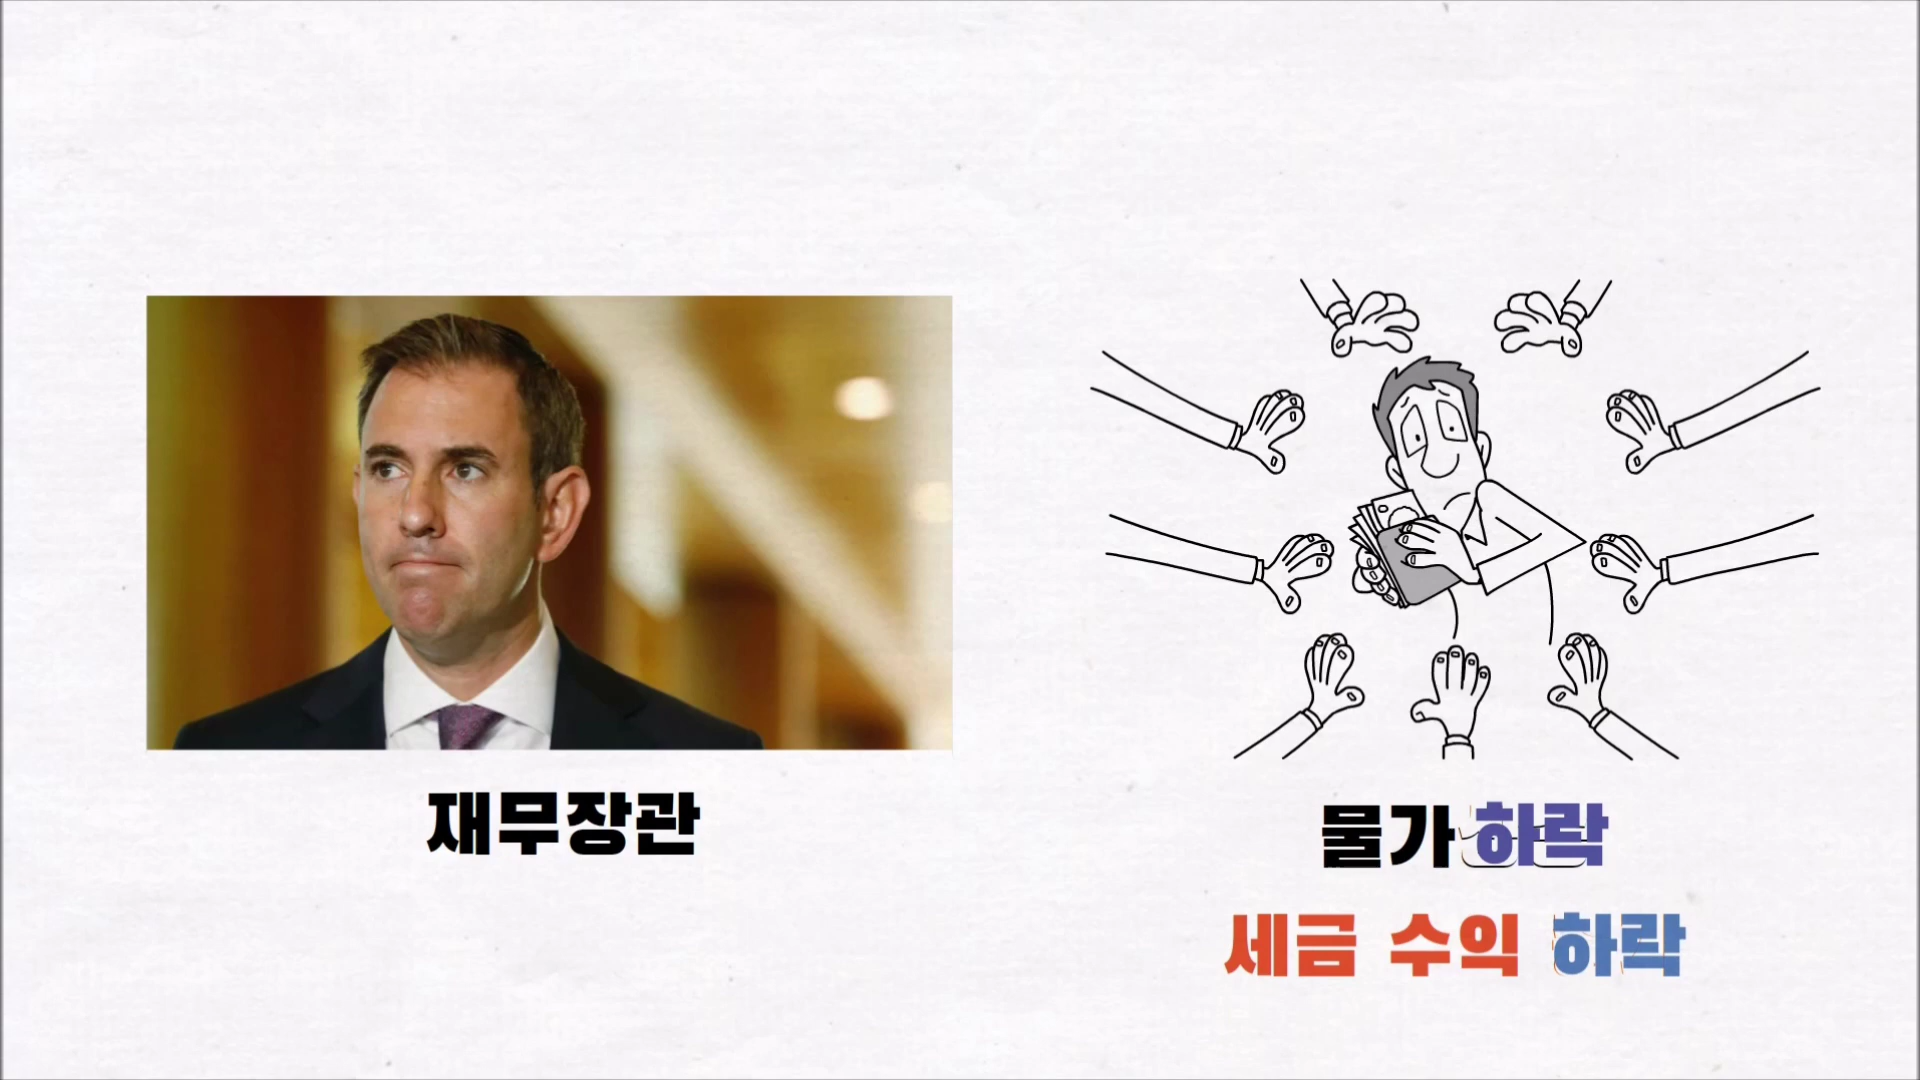 재무장관
물가 하락
세금 수익 하락